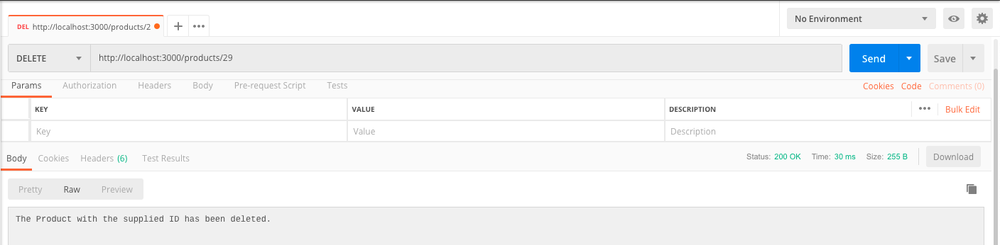 No Environment
DEL http://localhost:3000/products/2
DELETE http://localhost:3000/products/29 Send Save
Params Authorization Headers Body Pre-request Script Tests Cookies Code Comments (0)
KEY VALUE DESCRIPTION Bulk Edit
Key Value Description
Body Cookies Headers (6) Test Results Status: 200 OK Time: 30 ms Size: 255 B Download
Pretty Raw Preview
The Product with the supplied ID has been deleted.